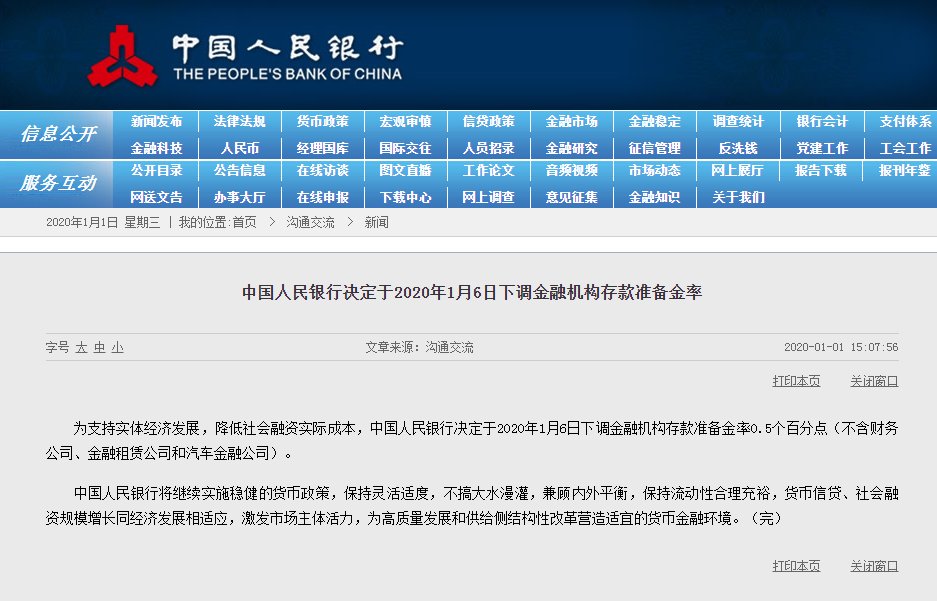 中国人民银行
THE PEOPLE'S BANK OF CHINA
信息公开
新闻发布 法律法规 货币政策 宏观审慎 信贷政策 金融市场 金融稳定 调查统计 银行会计 支付体系
金融科技 人民币 经理国库 国际交往 人员招录 金融研究 征信管理 反洗钱 党建工作 工会工作
服务互动
公开目录 公告信息 在线访谈 图文直播 工作论文 音频视频 市场动态 网上展厅 报告下载 报刊年鉴
网送文告 办事大厅 在线申报 下载中心 网上调查 意见征集 金融知识 关于我们
2020年1月1日 星期三 | 我的位置:首页 > 沟通交流 > 新闻
中国人民银行决定于2020年1月6日下调金融机构存款准备金率
字号 大 中 小 文章来源：沟通交流 2020-01-01 15:07:56
打印本页 关闭窗口
为支持实体经济发展，降低社会融资实际成本，中国人民银行决定于2020年1月6日下调金融机构存款准备金率0.5个百分点（不含财务
公司、金融租赁公司和汽车金融公司）。
中国人民银行将继续实施稳健的货币政策，保持灵活适度，不搞大水漫灌，兼顾内外平衡，保持流动性合理充裕，货币信贷、社会融
资规模增长同经济发展相适应，激发市场主体活力，为高质量发展和供给侧结构性改革营造适宜的货币金融环境。（完）
打印本页 关闭窗口